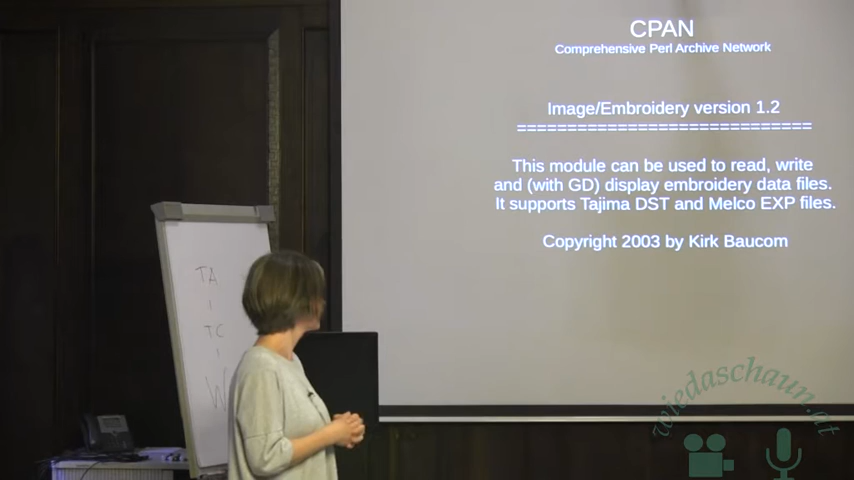 CPAN
Comprehensive Perl Archive Network
Image/Embroidery version 1.2
=============================
This module can be used to read, write
and (with GD) display embroidery data files.
It supports Tajima DST and Melco EXP files.
Copyright 2003 by Kirk Baucom
TA
TC
W
wiedaschaun.at